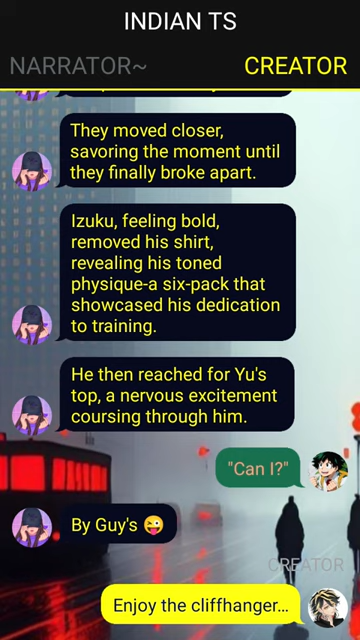 INDIAN TS
NARRATOR~
CREATOR
They moved closer,
savoring the moment until
they finally broke apart.
Izuku, feeling bold,
removed his shirt,
revealing his toned
physique-a six-pack that
showcased his dedication
to training.
He then reached for Yu's
top, a nervous excitement
coursing through him.
"Can I?"
By Guy's 😜
CREATOR
Enjoy the cliffhanger...